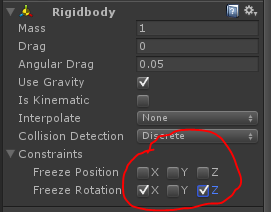 Rigidbody
Mass 1
Drag 0
Angular Drag 0.05
Use Gravity
Is Kinematic
Interpolate None
Collision Detection Discrete
Constraints
Freeze Position X Y Z
Freeze Rotation X Y Z